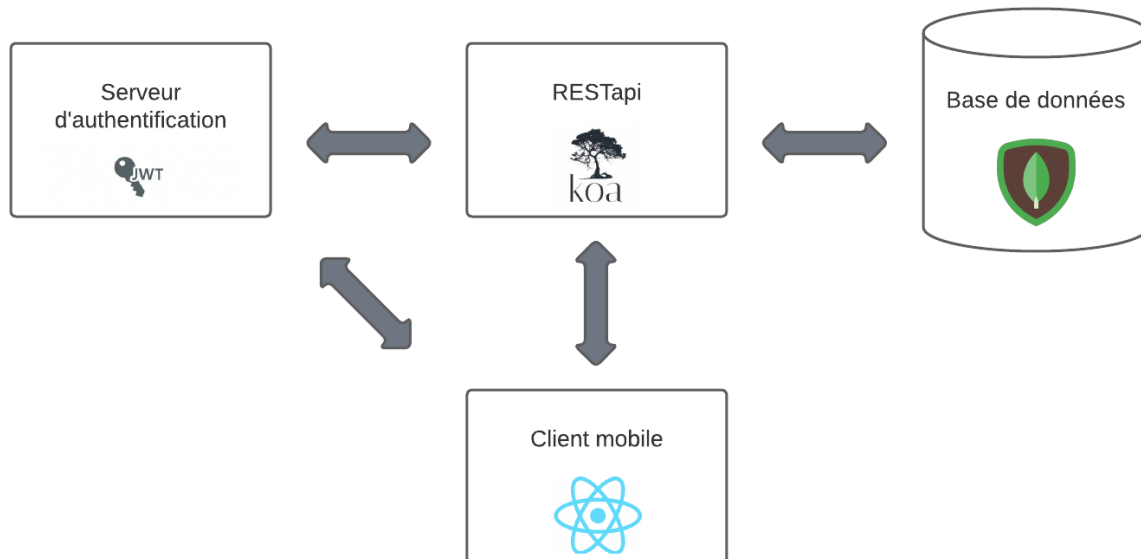 Serveur
d'authentification
JWT
RESTapi
koa
Base de données
Client mobile